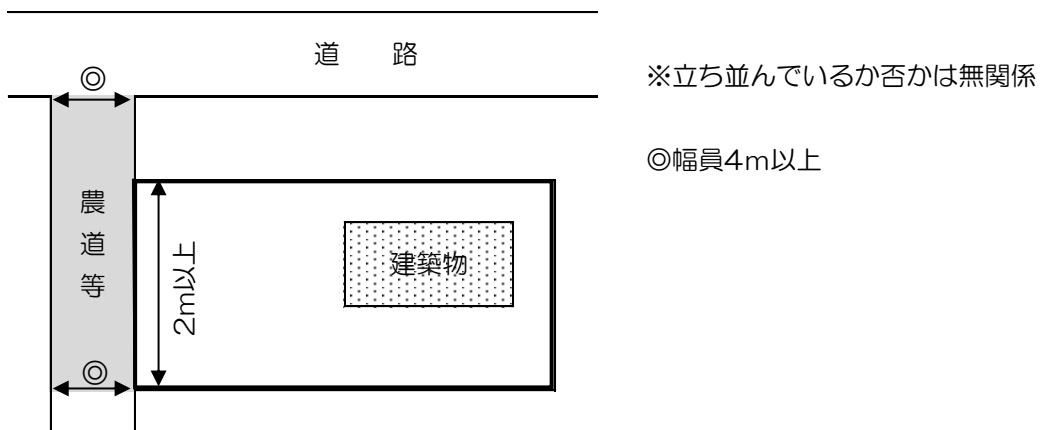 道　路
◎
※立ち並んでいるか否かは無関係
◎幅員4m以上
農道等
2m以上
建築物
◎